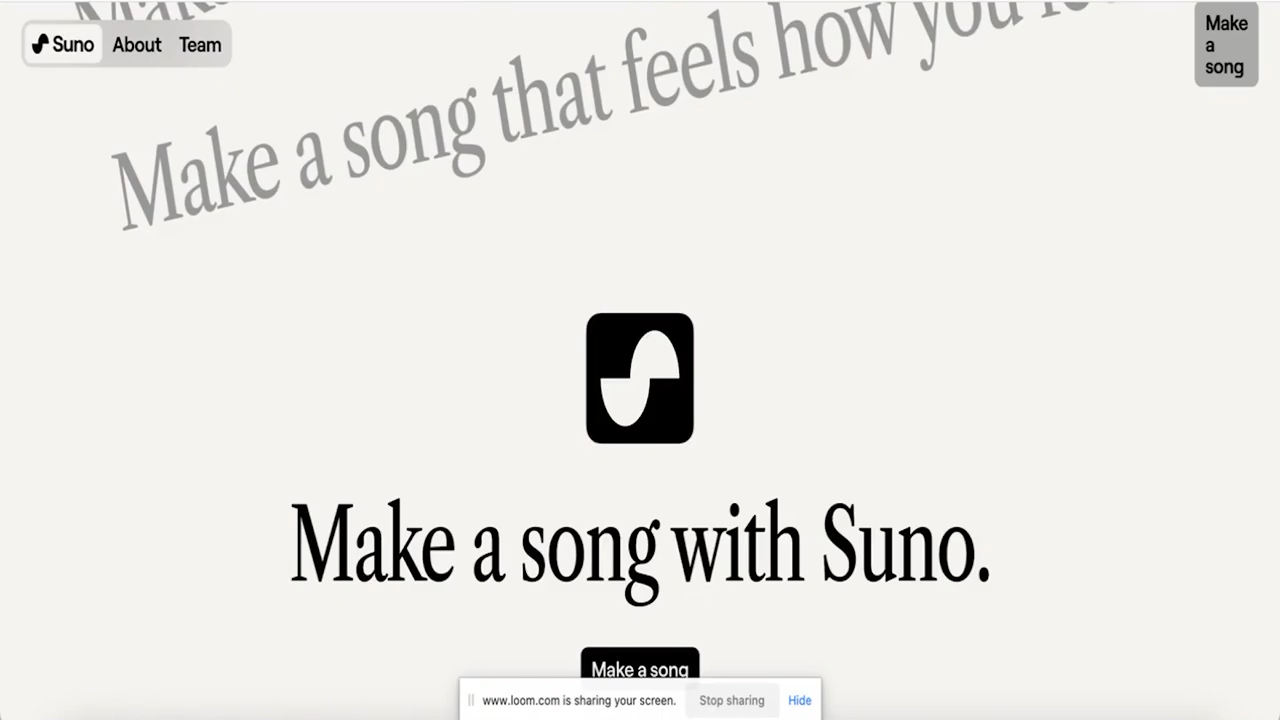 Make
Suno About Team
Make
a
song
Make a song that feels how you
Make a song with Suno.
Make a song
www.loom.com is sharing your screen. Stop sharing Hide